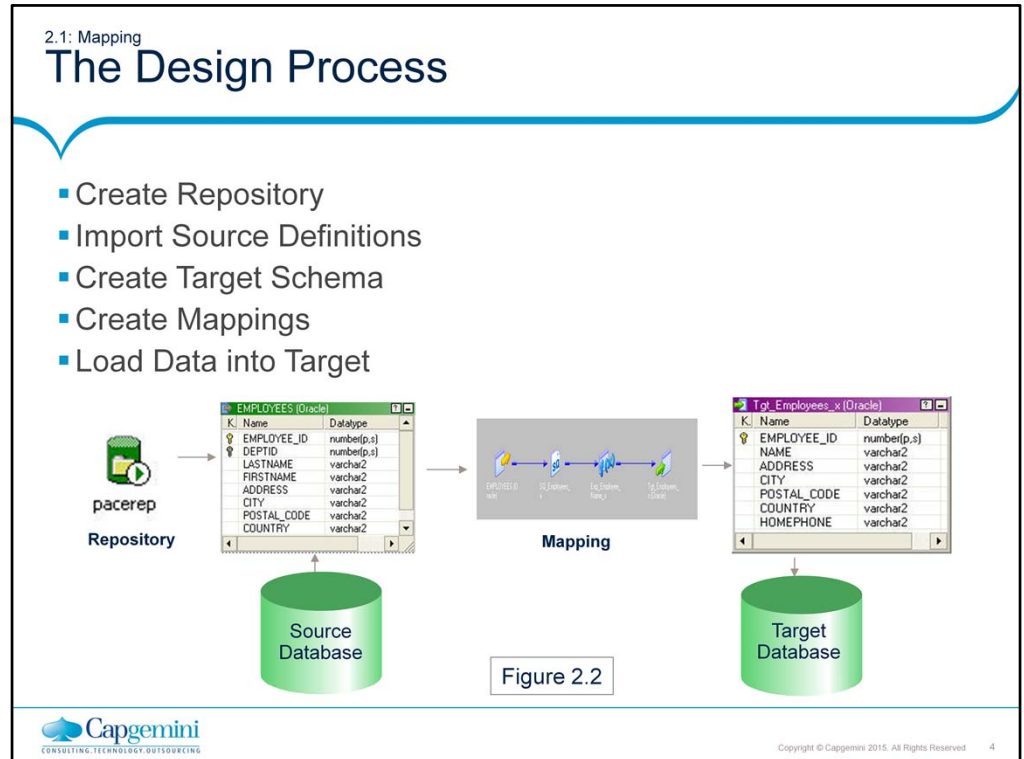 2.1: Mapping
The Design Process
▪ Create Repository
▪ Import Source Definitions
▪ Create Target Schema
▪ Create Mappings
▪ Load Data into Target
pacerep
Repository
EMPLOYEES (Oracle)
K. Name Datatype
EMPLOYEE_ID number(p,s)
DEPTID number(p,s)
LASTNAME varchar2
FIRSTNAME varchar2
ADDRESS varchar2
CITY varchar2
POSTAL_CODE varchar2
COUNTRY varchar2
Mapping
Tgt_Employees_x (Oracle)
K. Name Datatype
EMPLOYEE_ID number(p,s)
NAME varchar2
ADDRESS varchar2
CITY varchar2
POSTAL_CODE varchar2
COUNTRY varchar2
HOMEPHONE varchar2
Source
Database
Target
Database
Figure 2.2
Capgemini
CONSULTING.TECHNOLOGY.OUTSOURCING
Copyright © Capgemini 2015. All Rights Reserved 4